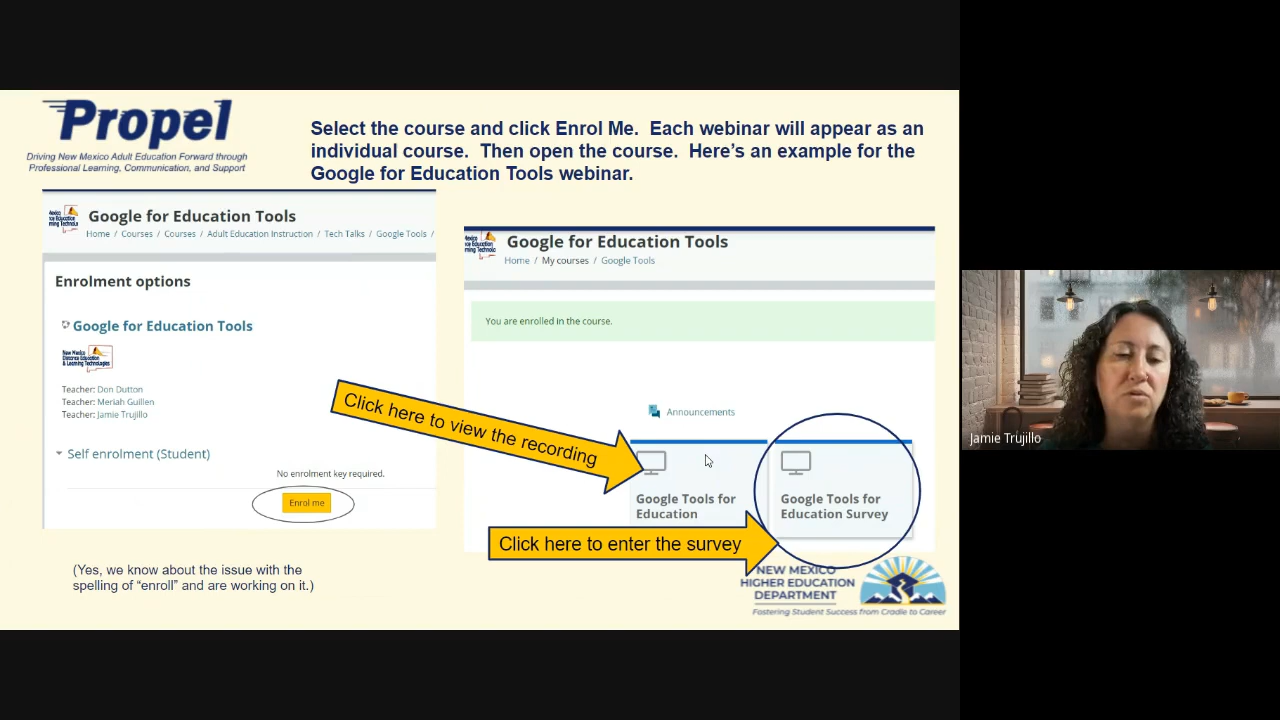 Propel
Driving New Mexico Adult Education Forward through
Professional Learning, Communication, and Support
Select the course and click Enrol Me. Each webinar will appear as an
individual course. Then open the course. Here's an example for the
Google for Education Tools webinar.
Google for Education Tools
Home / Courses / Courses / Adult Education Instruction / Tech Talks / Google Tools /
Enrolment options
Google for Education Tools
New Mexico
Distance Education
& Learning Technologies
Teacher: Don Dutton
Teacher: Meriah Guillen
Teacher: Jamie Trujillo
Self enrolment (Student)
No enrolment key required.
Enrol me
(Yes, we know about the issue with the
spelling of "enroll" and are working on it.)
Google for Education Tools
Home / My courses / Google Tools
You are enrolled in the course.
Announcements
Click here to view the recording
Google Tools for
Education
Google Tools for
Education Survey
Click here to enter the survey
NEW MEXICO
HIGHER EDUCATION
DEPARTMENT
Fostering Student Success from Cradle to Career
Jamie Trujillo